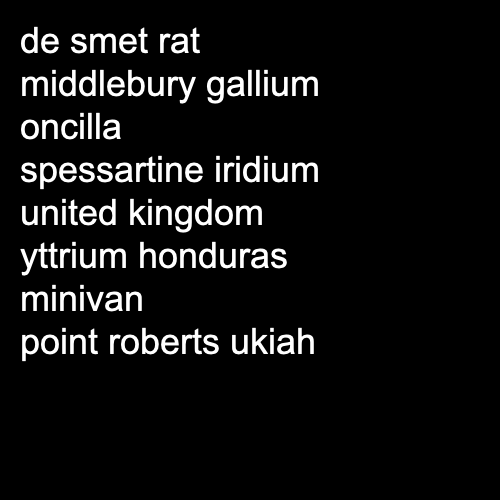 de smet rat
middlebury gallium
oncilla
spessartine iridium
united kingdom
yttrium honduras
minivan
point roberts ukiah